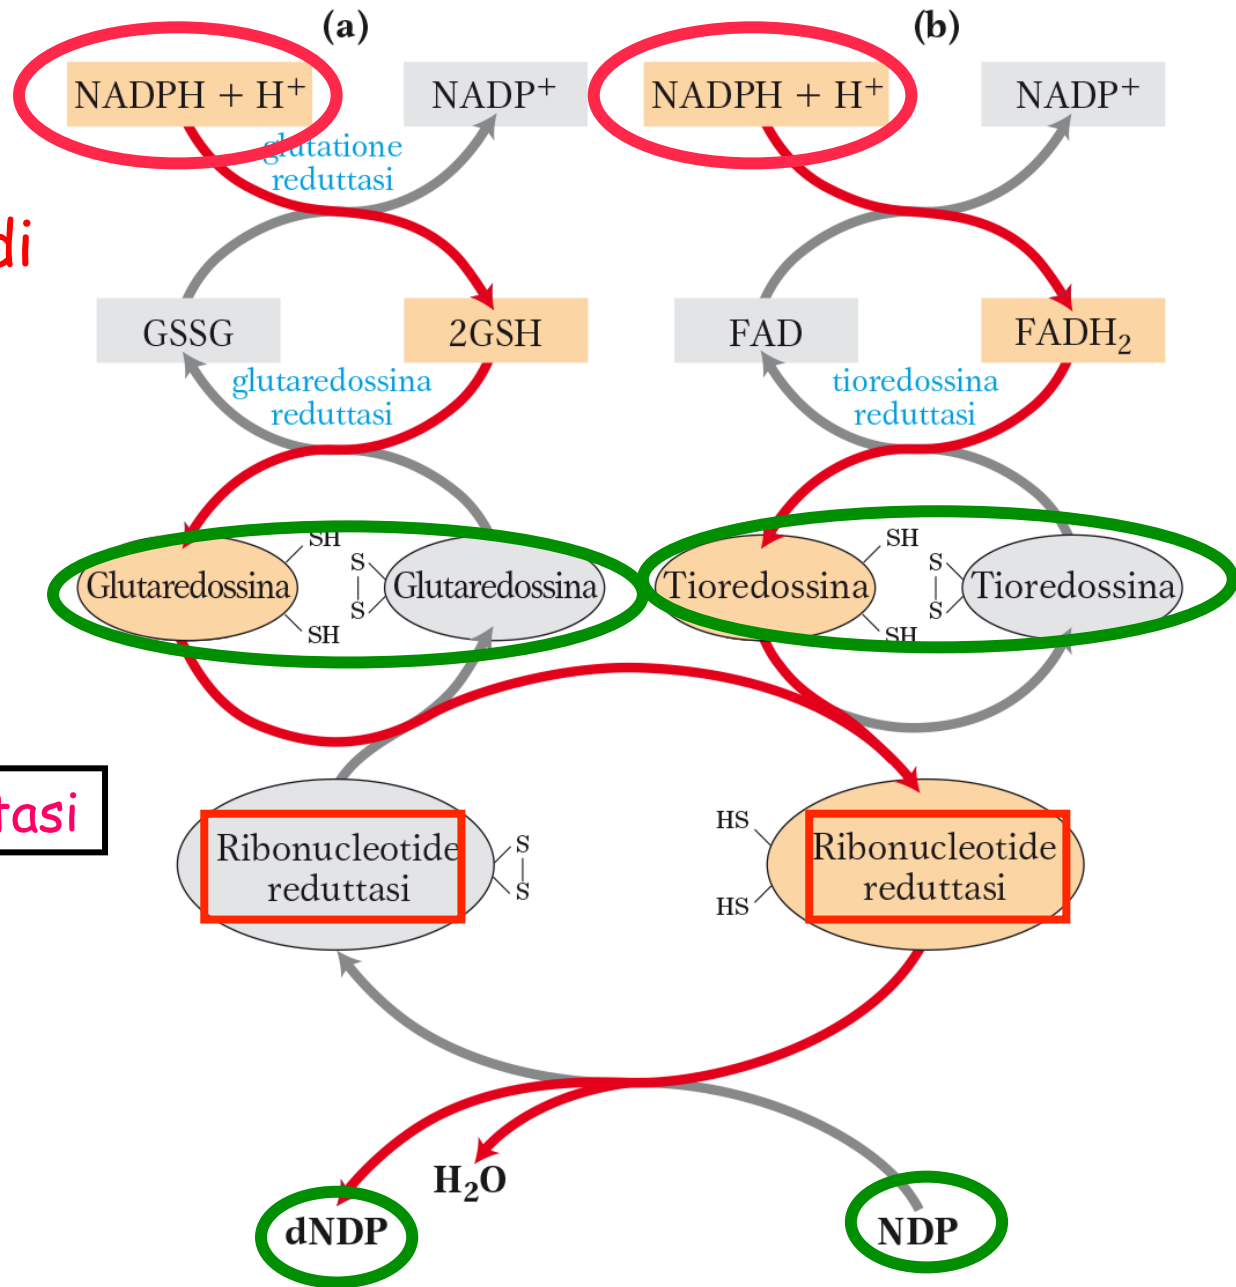 (a)
(b)
NADPH + H⁺
NADP⁺
NADPH + H⁺
NADP⁺
glutatione
reduttasi
di
GSSG
2GSH
FAD
FADH₂
glutaredossina
reduttasi
tioredossina
reduttasi
SH
S
SH
S
Glutaredossina
Glutaredossina
Tioredossina
Tioredossina
S
SH
S
SH
tasi
Ribonucleotide
reduttasi
S
S
HS
HS
Ribonucleotide
reduttasi
H₂O
dNDP
NDP